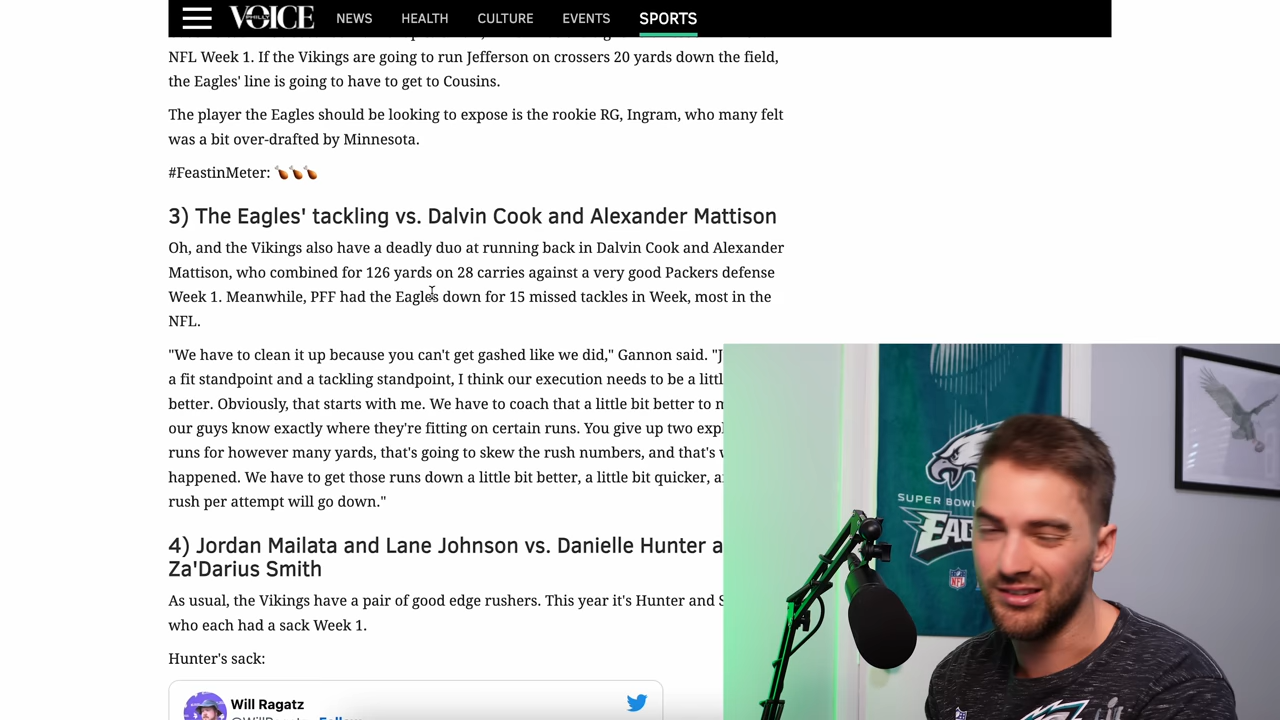 PHILLY VOICE NEWS HEALTH CULTURE EVENTS SPORTS
NFL Week 1. If the Vikings are going to run Jefferson on crossers 20 yards down the field,
the Eagles' line is going to have to get to Cousins.
The player the Eagles should be looking to expose is the rookie RG, Ingram, who many felt
was a bit over-drafted by Minnesota.
#FeastinMeter: 🍗🍗🍗
3) The Eagles' tackling vs. Dalvin Cook and Alexander Mattison
Oh, and the Vikings also have a deadly duo at running back in Dalvin Cook and Alexander
Mattison, who combined for 126 yards on 28 carries against a very good Packers defense
Week 1. Meanwhile, PFF had the Eagles down for 15 missed tackles in Week, most in the
NFL.
"We have to clean it up because you can't get gashed like we did," Gannon said. "J
a fit standpoint and a tackling standpoint, I think our execution needs to be a littl
better. Obviously, that starts with me. We have to coach that a little bit better to m
our guys know exactly where they're fitting on certain runs. You give up two expl
runs for however many yards, that's going to skew the rush numbers, and that's
happened. We have to get those runs down a little bit better, a little bit quicker, a
rush per attempt will go down."
4) Jordan Mailata and Lane Johnson vs. Danielle Hunter a
Za'Darius Smith
As usual, the Vikings have a pair of good edge rushers. This year it's Hunter and S
who each had a sack Week 1.
Hunter's sack:
Will Ragatz
SUPER BOWL
EAG
NFL